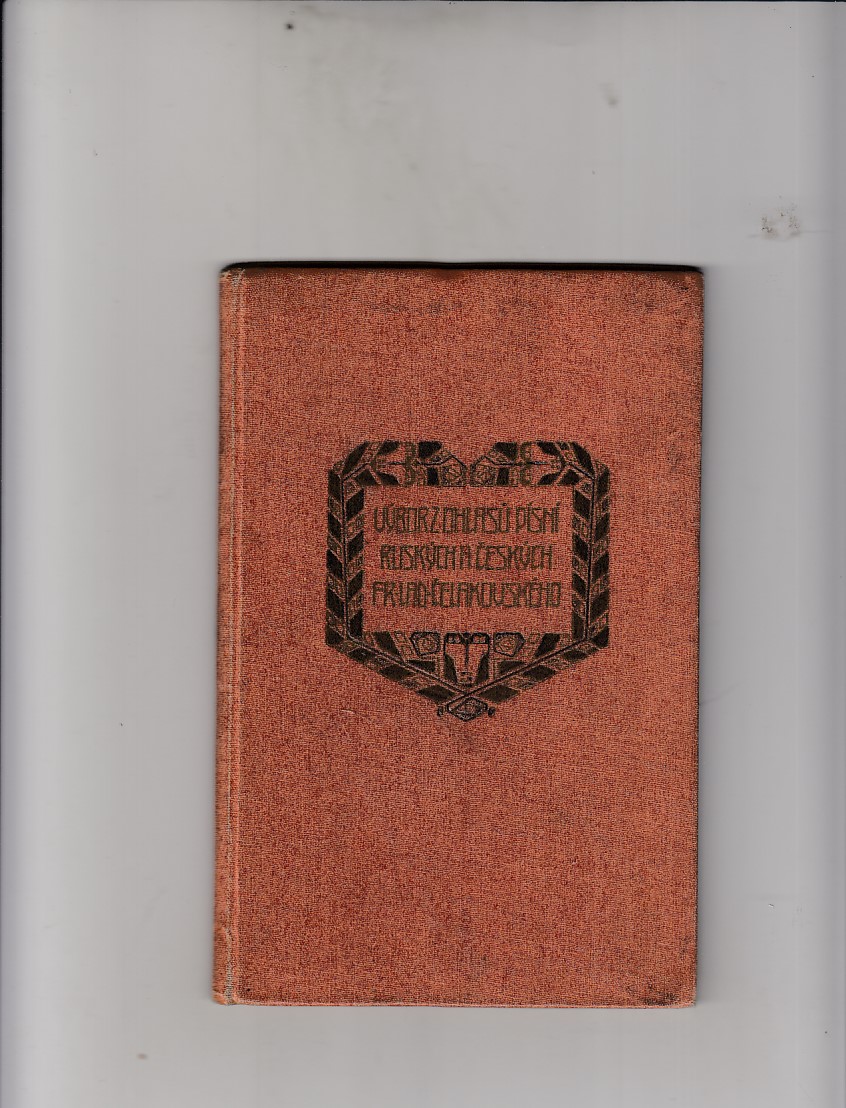 VÝBOR Z OHLASŮ PÍSNÍ
RUSKÝCH A ČESKÝCH
FR·LAD·ČELAKOVSKÉHO